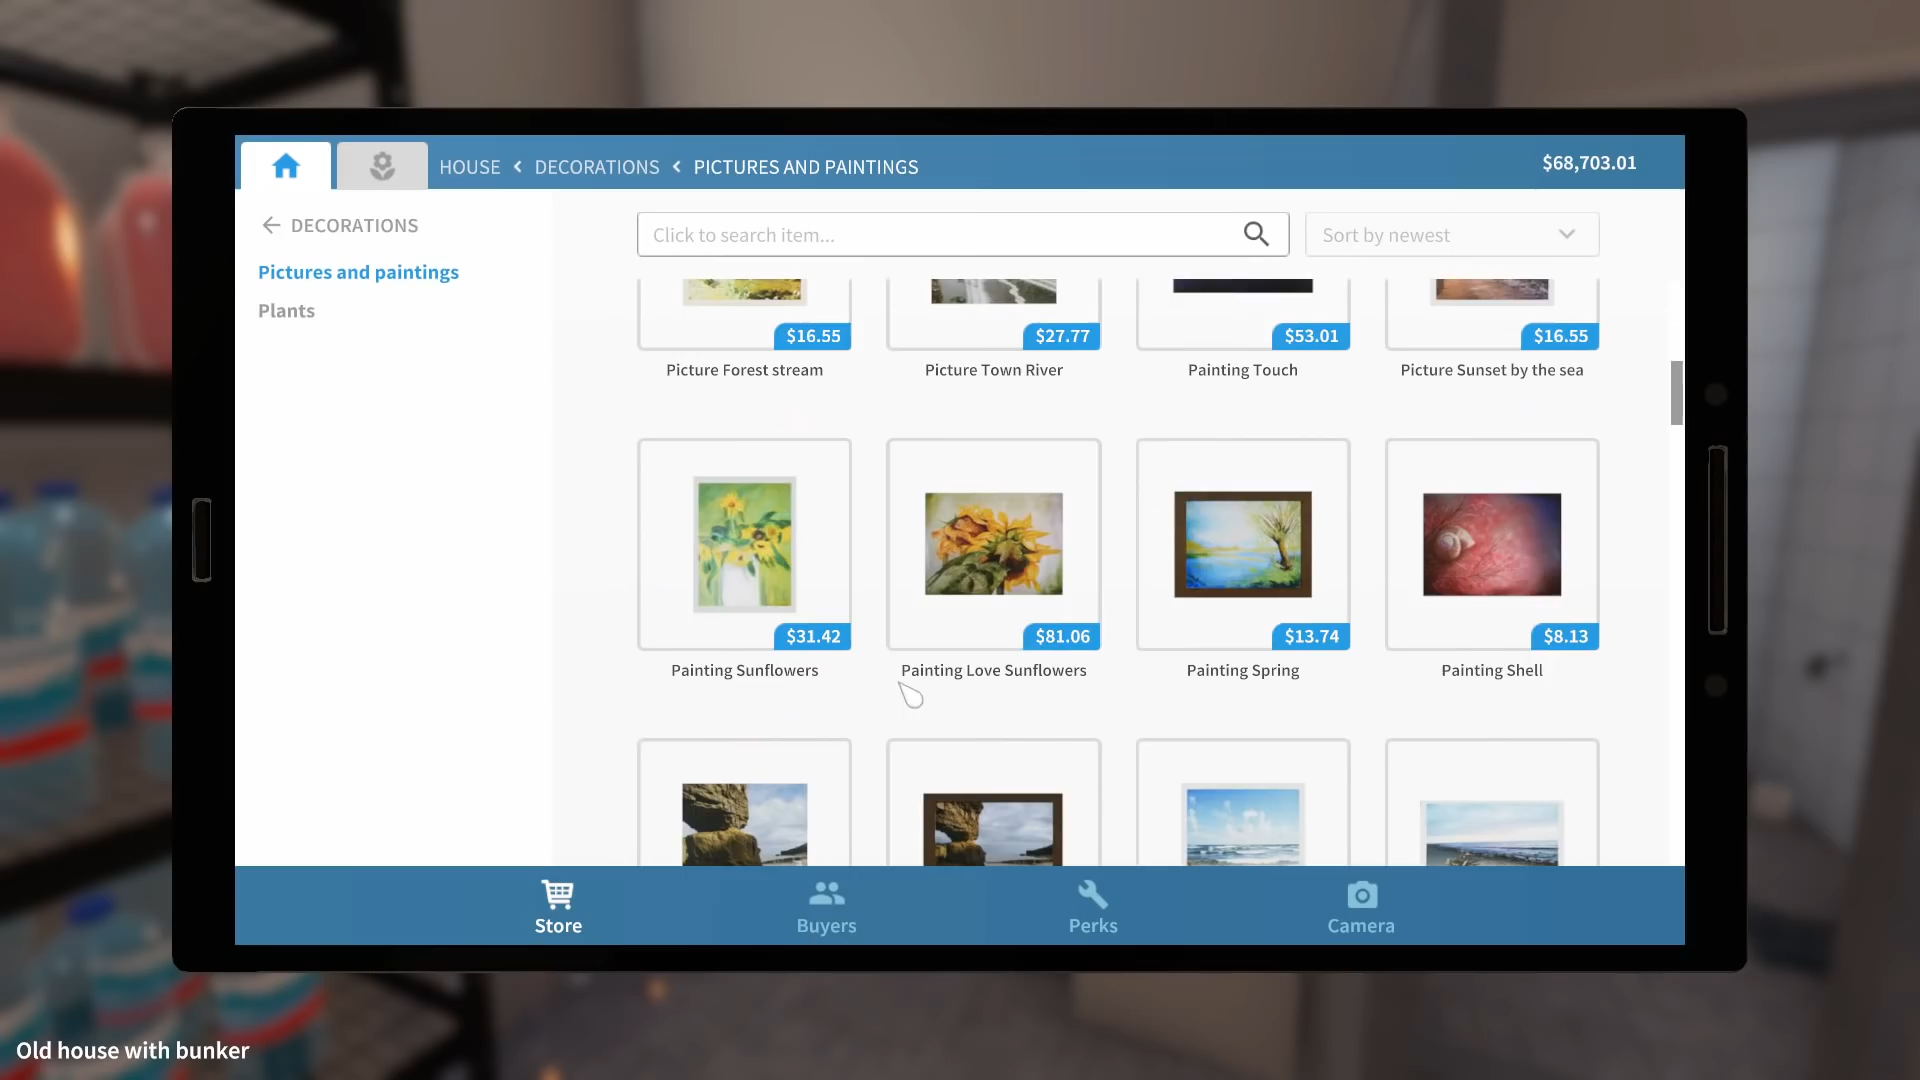 HOUSE < DECORATIONS < PICTURES AND PAINTINGS
$68,703.01
DECORATIONS
Pictures and paintings
Plants
Click to search item...
Sort by newest
$16.55
$27.77
$53.01
$16.55
Picture Forest stream
Picture Town River
Painting Touch
Picture Sunset by the sea
$31.42
$81.06
$13.74
$8.13
Painting Sunflowers
Painting Love Sunflowers
Painting Spring
Painting Shell
Store
Buyers
Perks
Camera
Old house with bunker